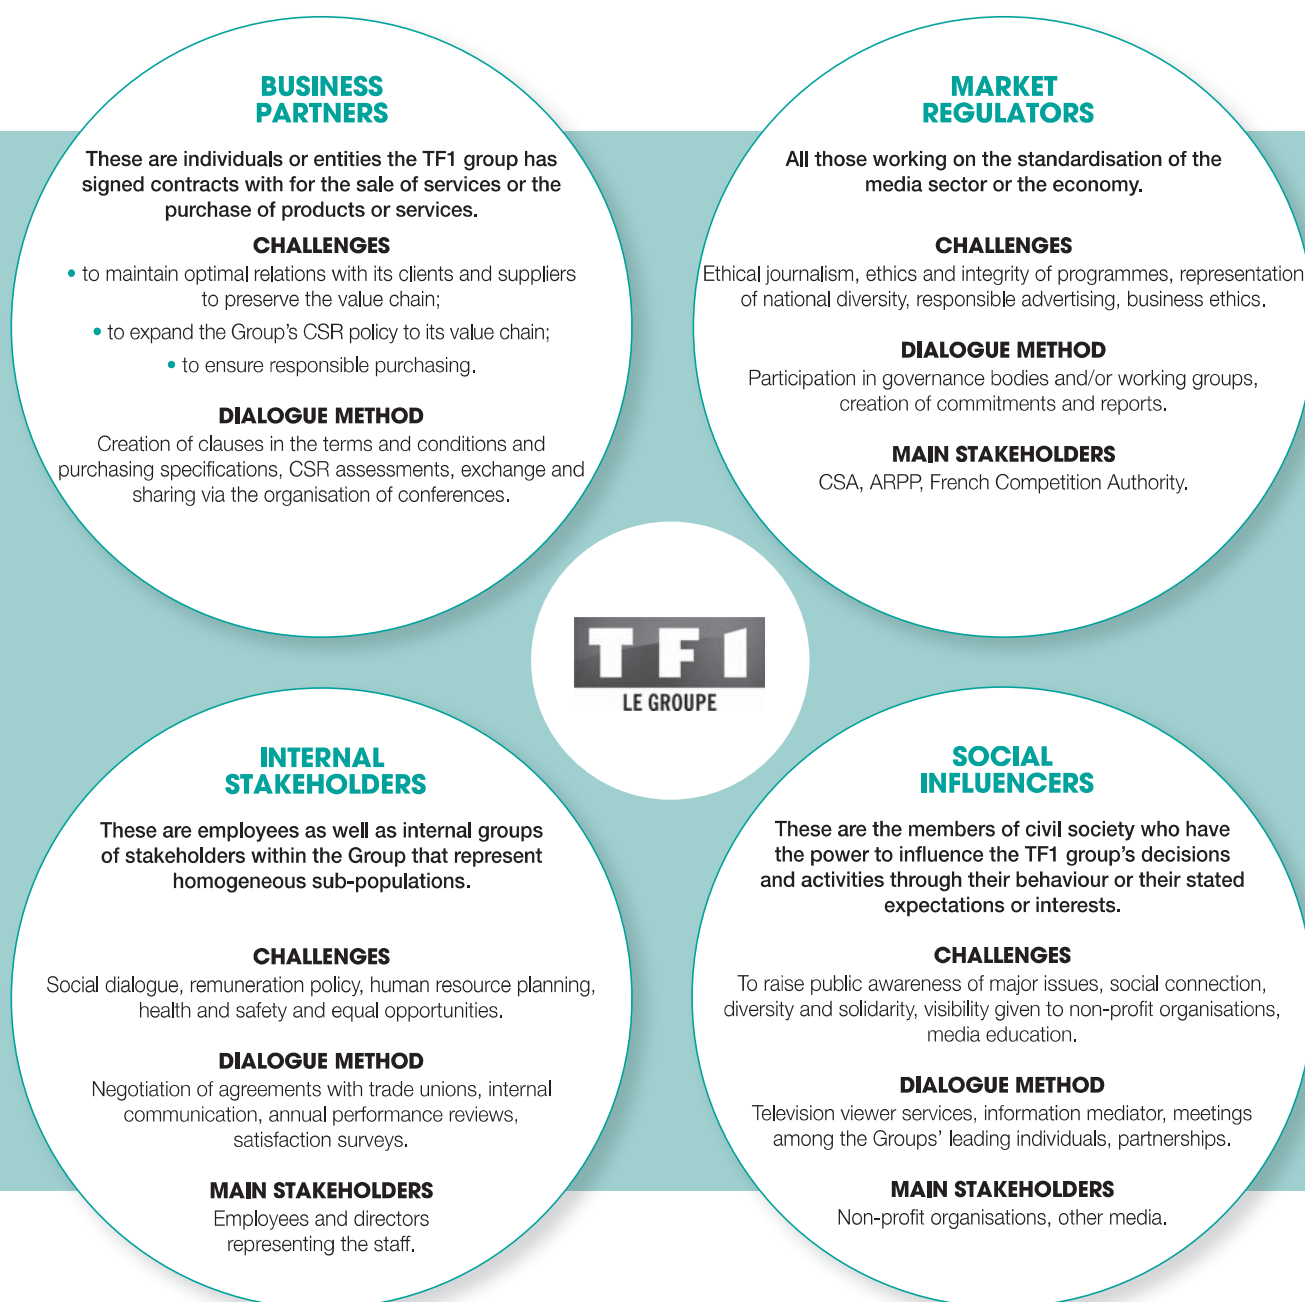 BUSINESS
PARTNERS
These are individuals or entities the TF1 group has
signed contracts with for the sale of services or the
purchase of products or services.
CHALLENGES
• to maintain optimal relations with its clients and suppliers
to preserve the value chain;
• to expand the Group's CSR policy to its value chain;
• to ensure responsible purchasing.
DIALOGUE METHOD
Creation of clauses in the terms and conditions and
purchasing specifications, CSR assessments, exchange and
sharing via the organisation of conferences.
MARKET
REGULATORS
All those working on the standardisation of the
media sector or the economy.
CHALLENGES
Ethical journalism, ethics and integrity of programmes, representation
of national diversity, responsible advertising, business ethics.
DIALOGUE METHOD
Participation in governance bodies and/or working groups,
creation of commitments and reports.
MAIN STAKEHOLDERS
CSA, ARPP, French Competition Authority.
TF1
LE GROUPE
INTERNAL
STAKEHOLDERS
These are employees as well as internal groups
of stakeholders within the Group that represent
homogeneous sub-populations.
CHALLENGES
Social dialogue, remuneration policy, human resource planning,
health and safety and equal opportunities.
DIALOGUE METHOD
Negotiation of agreements with trade unions, internal
communication, annual performance reviews,
satisfaction surveys.
MAIN STAKEHOLDERS
Employees and directors
representing the staff.
SOCIAL
INFLUENCERS
These are the members of civil society who have
the power to influence the TF1 group's decisions
and activities through their behaviour or their stated
expectations or interests.
CHALLENGES
To raise public awareness of major issues, social connection,
diversity and solidarity, visibility given to non-profit organisations,
media education.
DIALOGUE METHOD
Television viewer services, information mediator, meetings
among the Groups' leading individuals, partnerships.
MAIN STAKEHOLDERS
Non-profit organisations, other media.